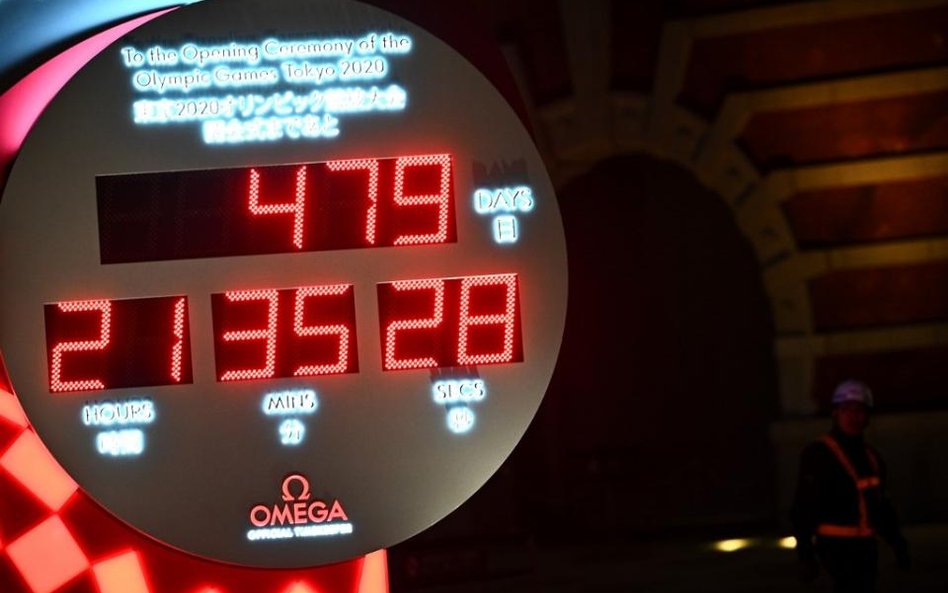 To the Opening Ceremony of the
Olympic Games Tokyo 2020
東京2020オリンピック競技大会
開会式まであと
479
DAYS
日
21 35 28
HOURS MINS SECS
時間 分 秒
Ω
OMEGA
OFFICIAL TIMEKEEPER